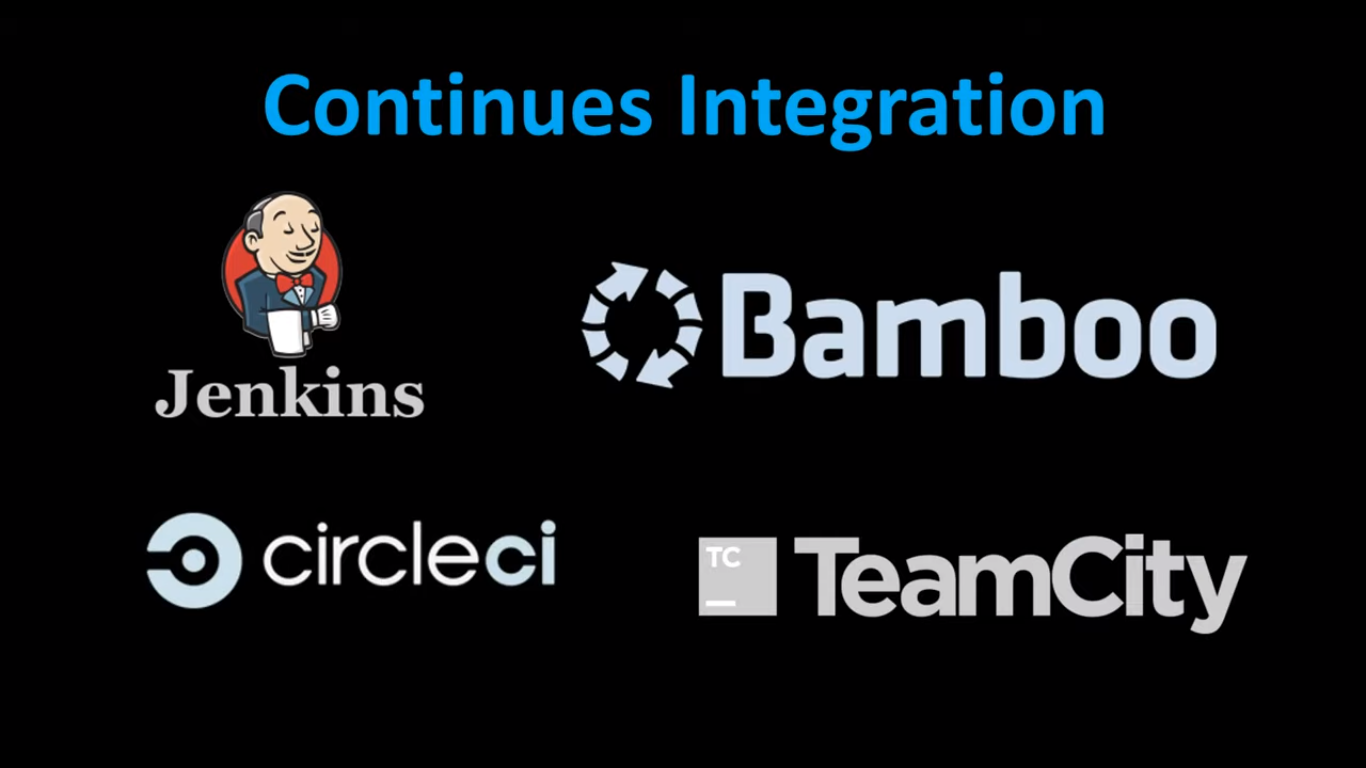 Continues Integration
Jenkins
Bamboo
circleci
TC
TeamCity